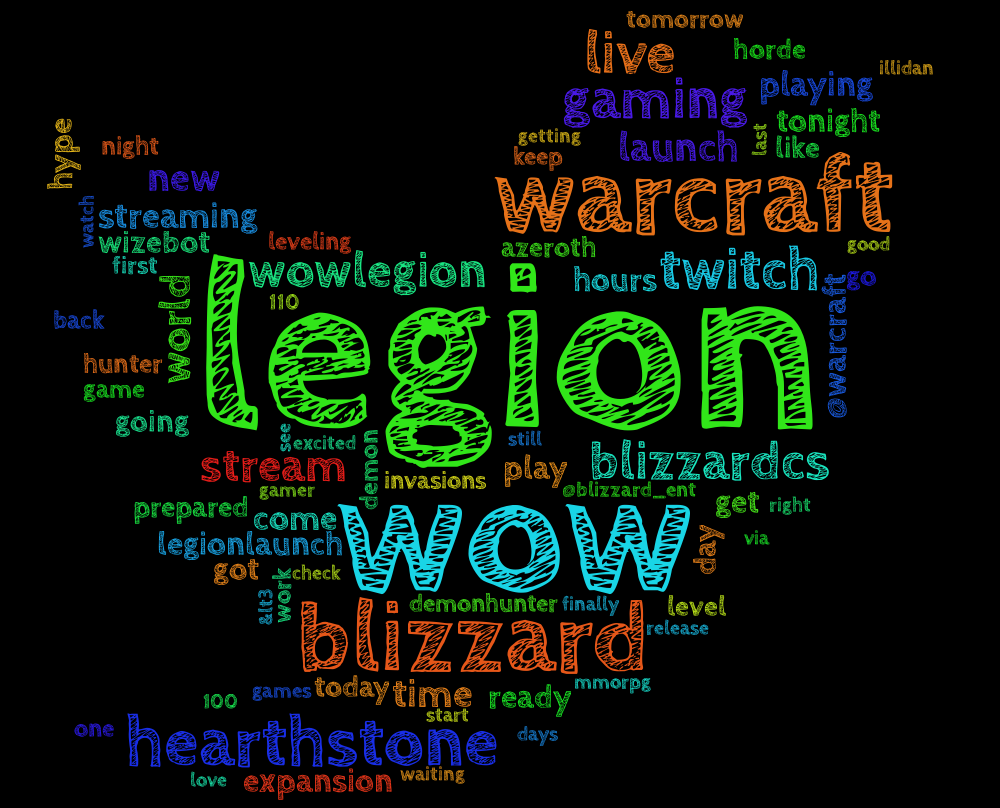 tomorrow
live
horde
illidan
gaming
playing
tonight
getting
launch
last
like
keep
hype
night
new
warcraft
watch
streaming
wizebot
leveling
azeroth
good
first
wowlegion
hours
twitch
go
110
world
@warcraft
back
legion
hunter
game
going
see
excited
demon
still
stream
invasions
play
blizzardcs
gamer
@blizzard_ent
get
right
prepared
come
wow
day
via
legionlaunch
got
work
check
&lt3
demonhunter
finally
level
blizzard
release
100
games
today
time
ready
mmorpg
start
one
hearthstone
days
love
expansion
waiting